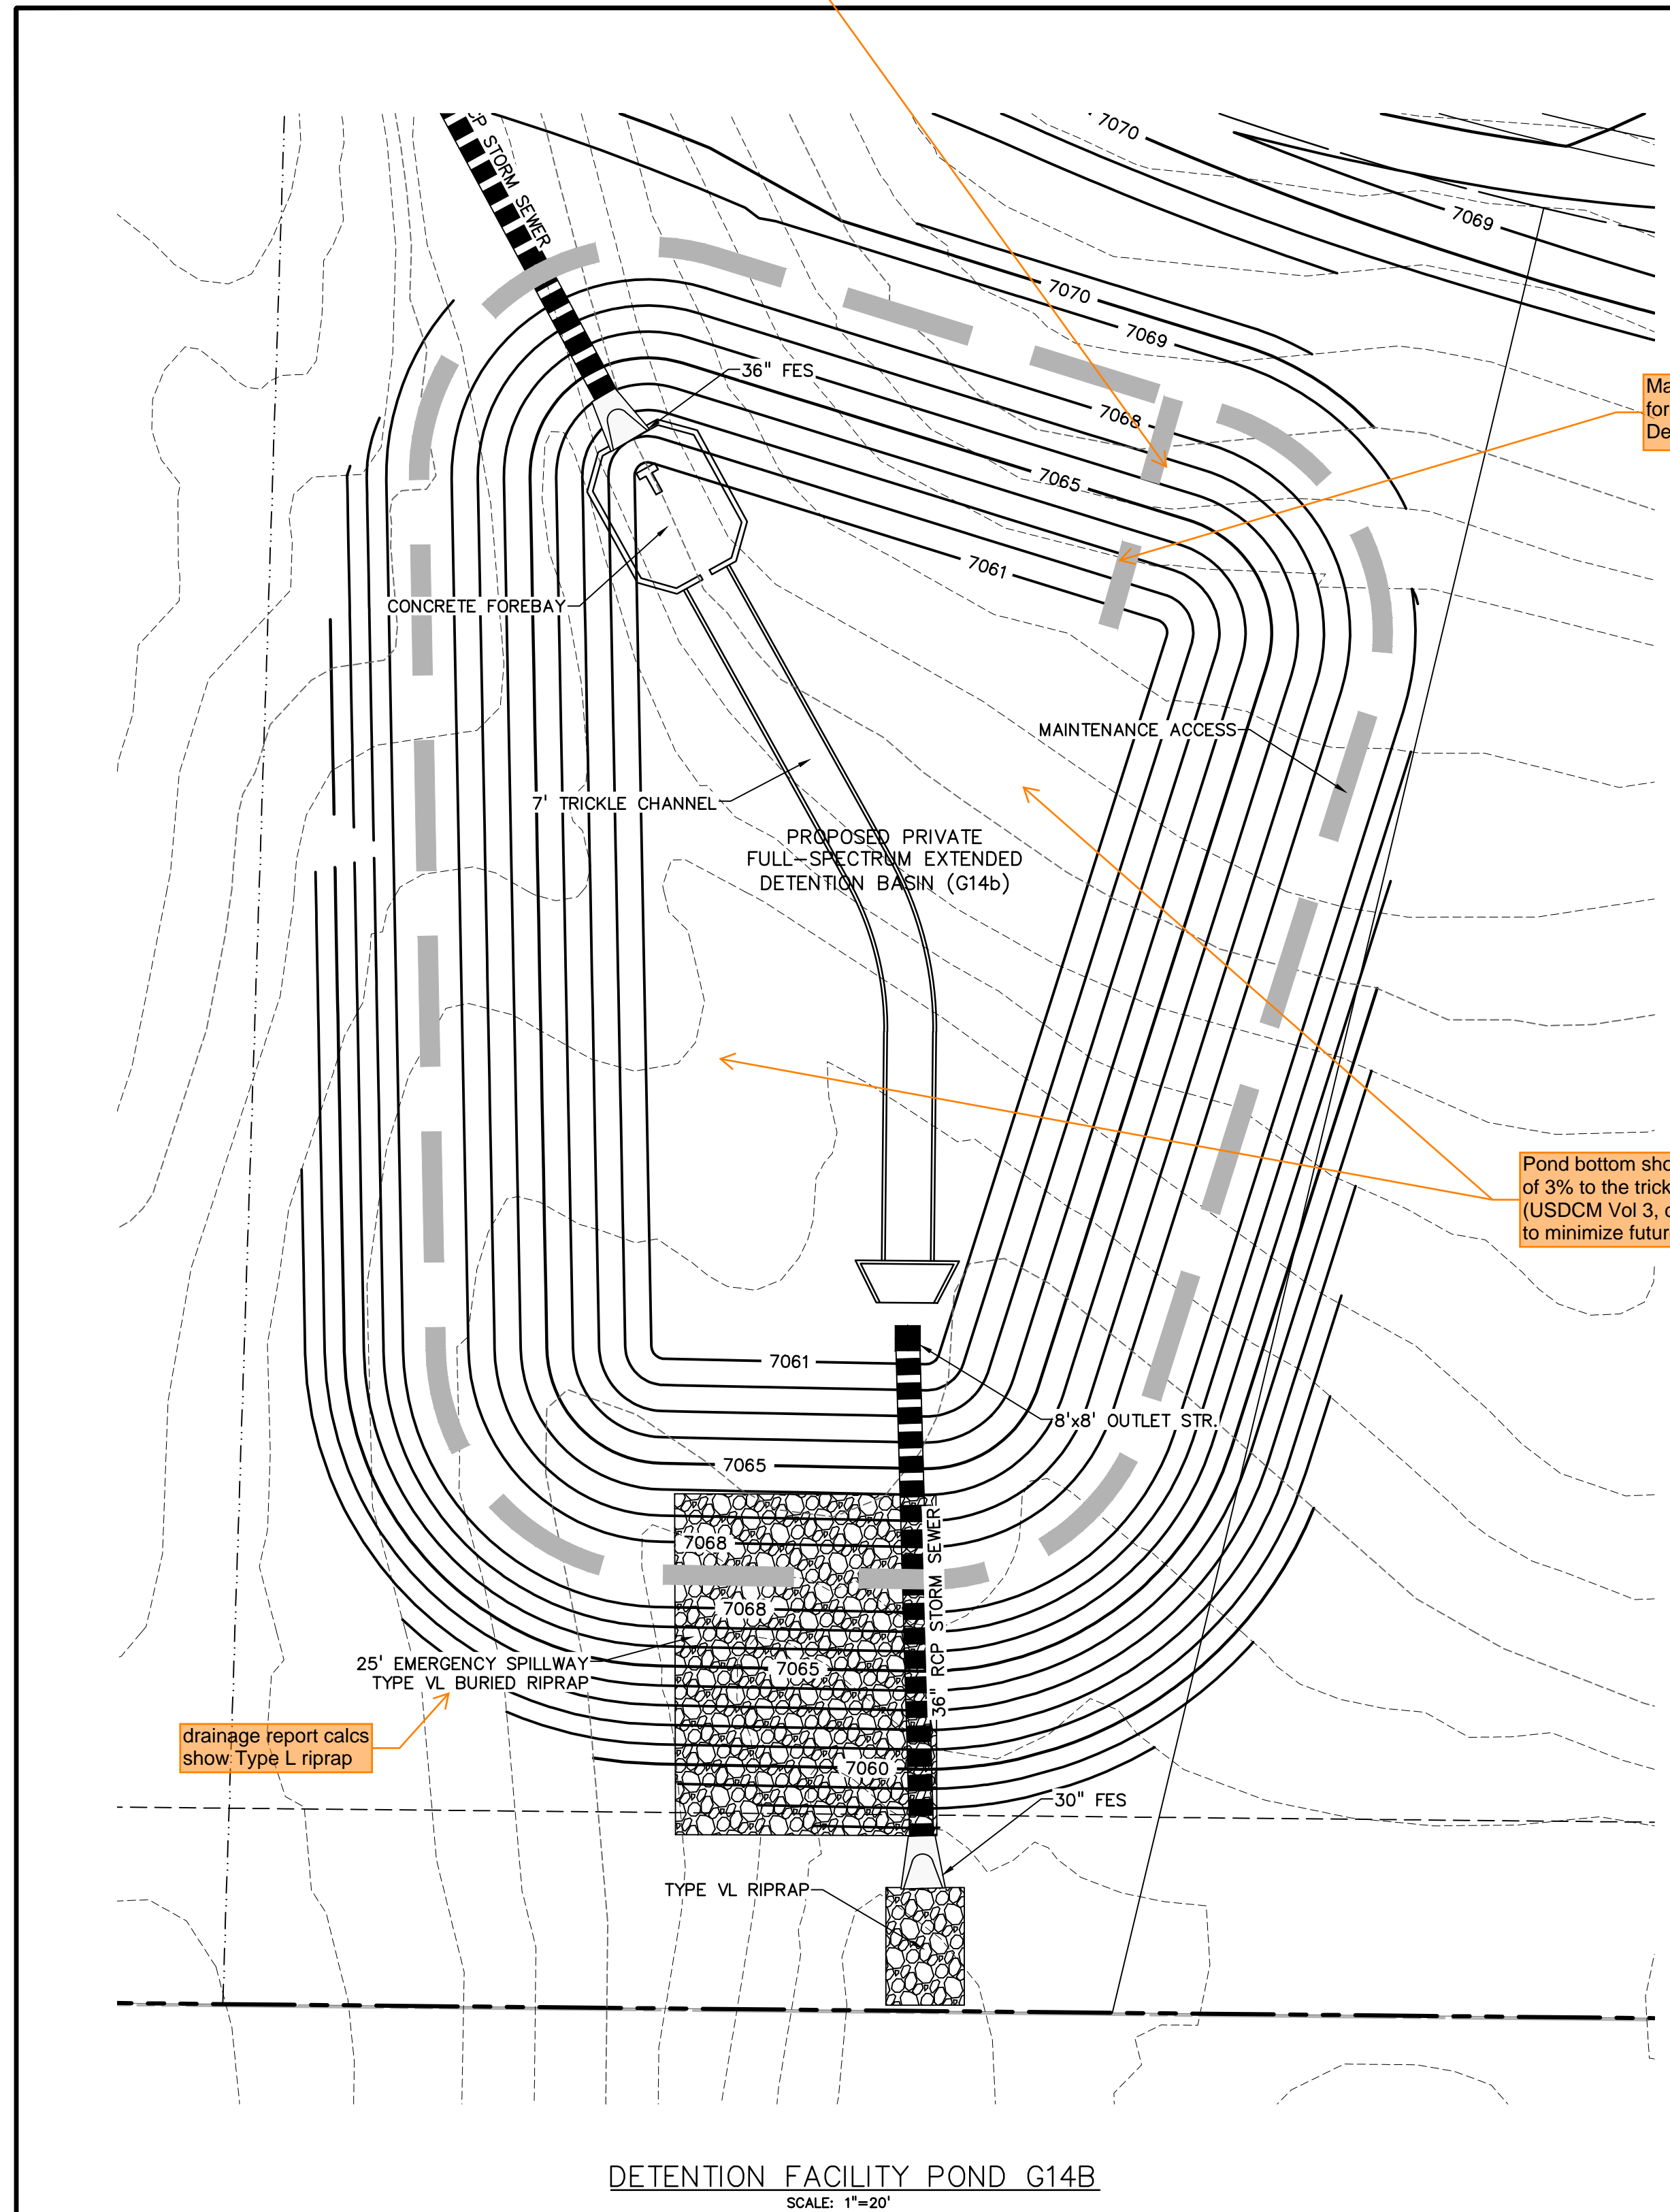 CP STORM SEWER
7070
7069
7070
7069
36" FES
7068
Ma
for
De
7065
7061
CONCRETE FOREBAY
MAINTENANCE ACCESS
7' TRICKLE CHANNEL
PROPOSED PRIVATE
FULL-SPECTRUM EXTENDED
DETENTION BASIN (G14b)
Pond bottom sho
of 3% to the trick
(USDCM Vol 3, c
to minimize futur
7061
8'x8' OUTLET STR.
7065
7068
36" RCP STORM SEWER
7068
25' EMERGENCY SPILLWAY
TYPE VL BURIED RIPRAP
7065
drainage report calcs
show Type L riprap
7060
30" FES
TYPE VL RIPRAP
DETENTION FACILITY POND G14B
SCALE: 1"=20'